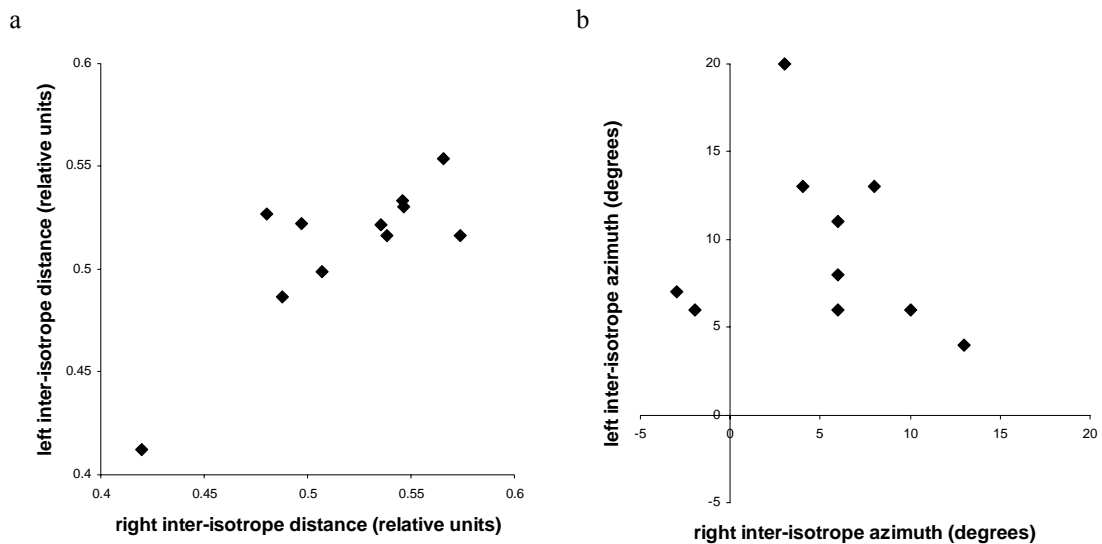 a
b
left inter-isotrope distance (relative units)
0.6
0.55
0.5
0.45
0.4
0.4 0.45 0.5 0.55 0.6
right inter-isotrope distance (relative units)
left inter-isotrope azimuth (degrees)
20
15
10
5
0
-5
-5 0 5 10 15 20
right inter-isotrope azimuth (degrees)